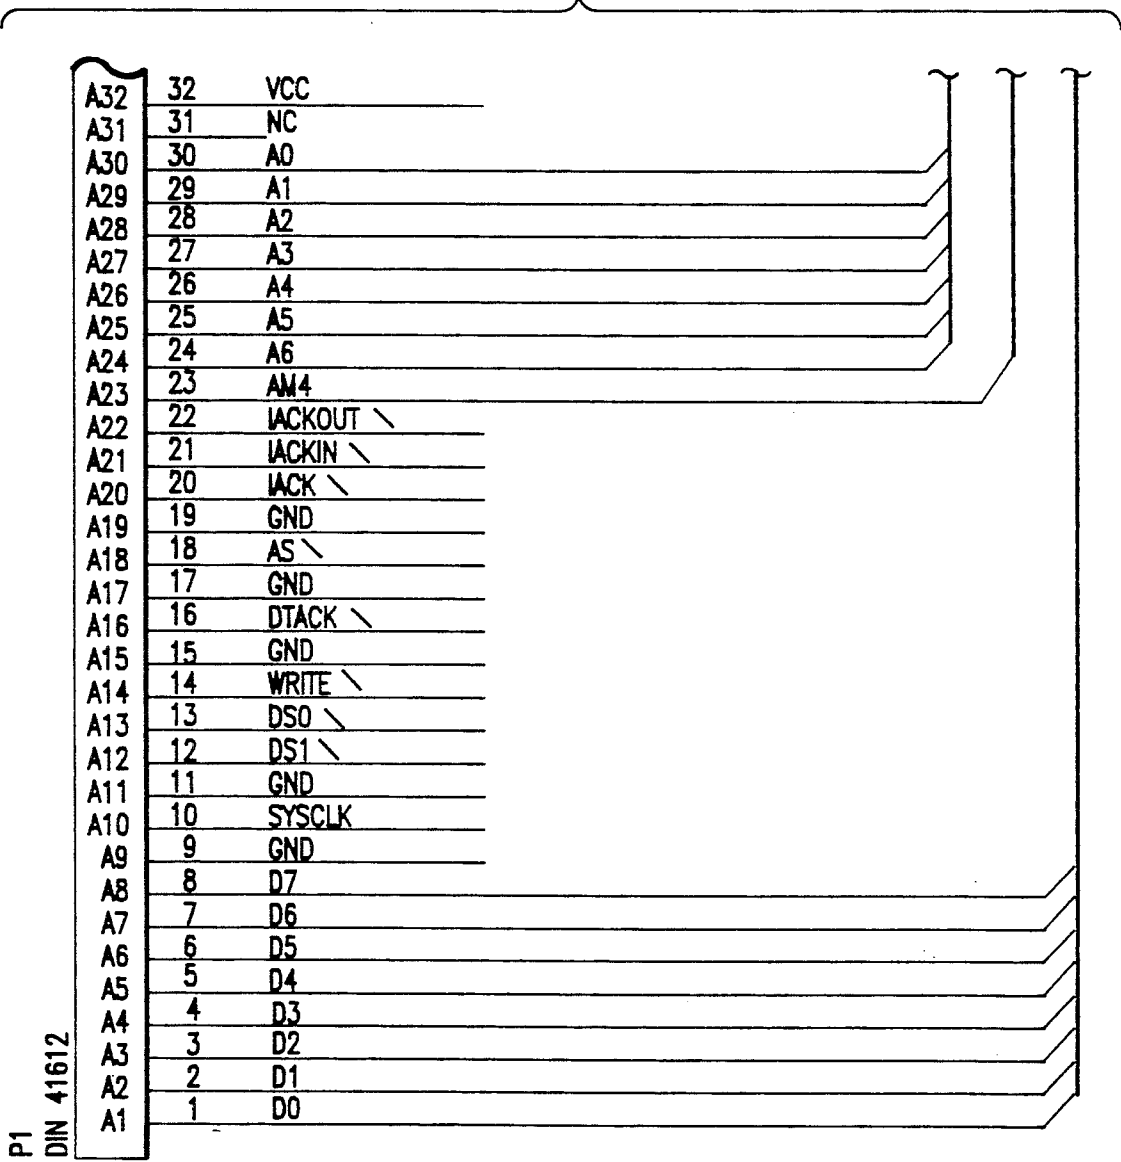 A32 32 VCC
A31 31 NC
A30 30 A0
A29 29 A1
A28 28 A2
A27 27 A3
A26 26 A4
A25 25 A5
A24 24 A6
A23 23 AM4
A22 22 IACKOUT \
A21 21 IACKIN \
A20 20 IACK \
A19 19 GND
A18 18 AS \
A17 17 GND
A16 16 DTACK \
A15 15 GND
A14 14 WRITE \
A13 13 DS0 \
A12 12 DS1 \
A11 11 GND
A10 10 SYSCLK
A9 9 GND
A8 8 D7
A7 7 D6
A6 6 D5
A5 5 D4
A4 4 D3
A3 3 D2
A2 2 D1
A1 1 D0
P1
DIN 41612